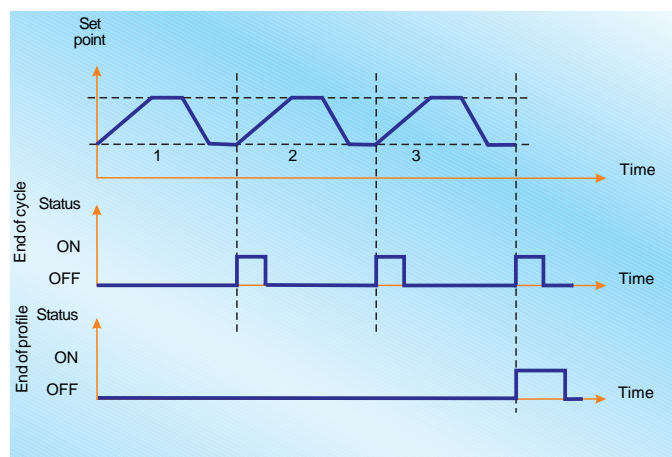 Set
point
1
2
3
Time
End of cycle
Status
ON
OFF
Time
End of profile
Status
ON
OFF
Time